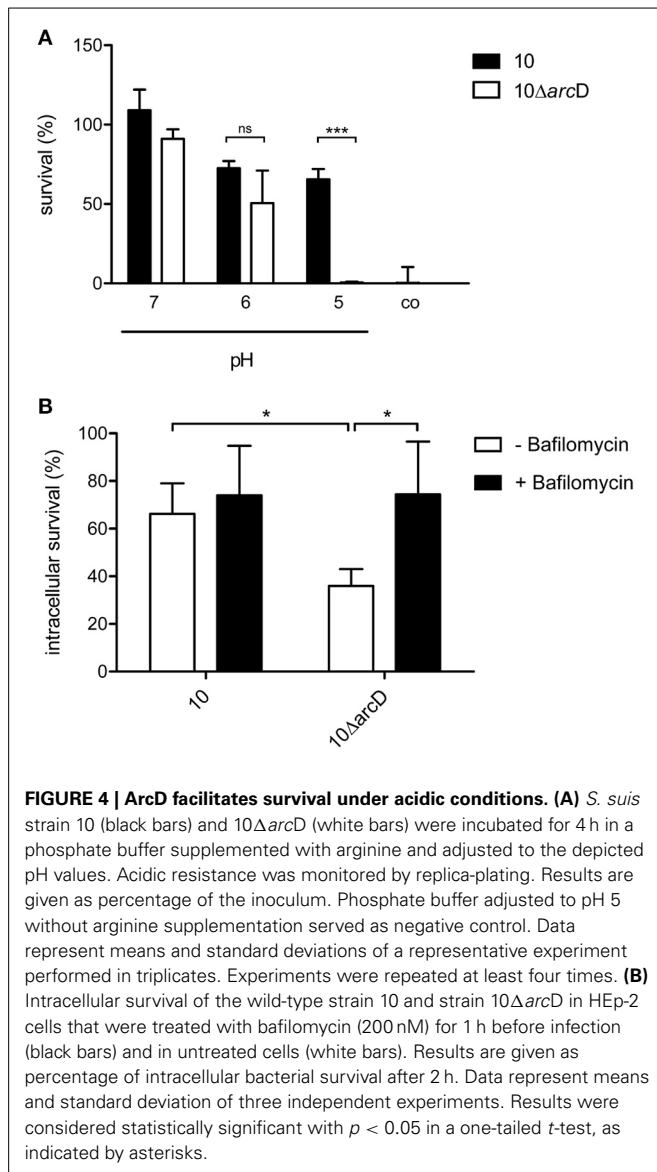 A
150
100
50
0
survival (%)
10
10ΔarcD
ns
***
7 6 5 co
pH
B
100
80
60
40
20
0
intracellular survival (%)
* *
- Bafilomycin
+ Bafilomycin
10 10ΔarcD
FIGURE 4 | ArcD facilitates survival under acidic conditions. (A) S. suis
strain 10 (black bars) and 10ΔarcD (white bars) were incubated for 4 h in a
phosphate buffer supplemented with arginine and adjusted to the depicted
pH values. Acidic resistance was monitored by replica-plating. Results are
given as percentage of the inoculum. Phosphate buffer adjusted to pH 5
without arginine supplementation served as negative control. Data
represent means and standard deviations of a representative experiment
performed in triplicates. Experiments were repeated at least four times. (B)
Intracellular survival of the wild-type strain 10 and strain 10ΔarcD in HEp-2
cells that were treated with bafilomycin (200 nM) for 1 h before infection
(black bars) and in untreated cells (white bars). Results are given as
percentage of intracellular bacterial survival after 2 h. Data represent means
and standard deviation of three independent experiments. Results were
considered statistically significant with p < 0.05 in a one-tailed t-test, as
indicated by asterisks.